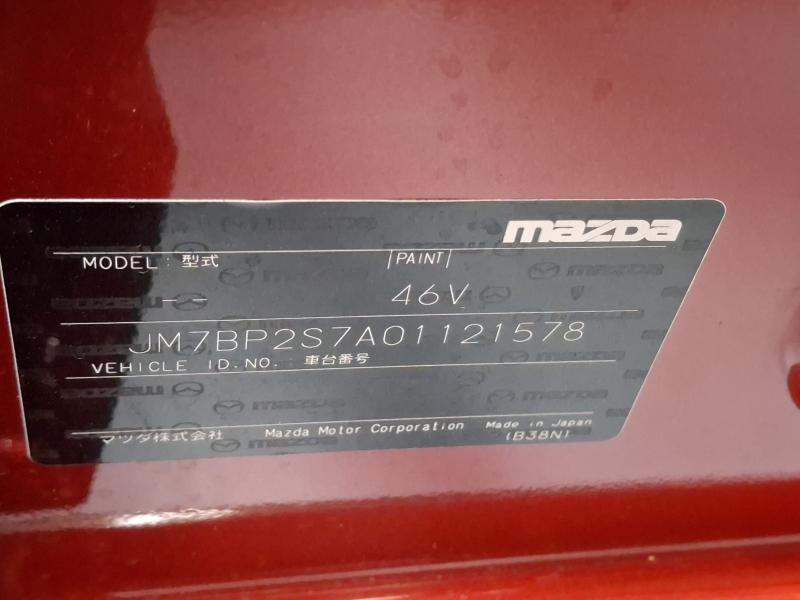 mazda
MODEL: 型式 |PAINT|
-- 46V
JM7BP2S7A01121578
VEHICLE ID.NO. 車台番号
マツダ株式会社 Mazda Motor Corporation Made in Japan
(B38N)